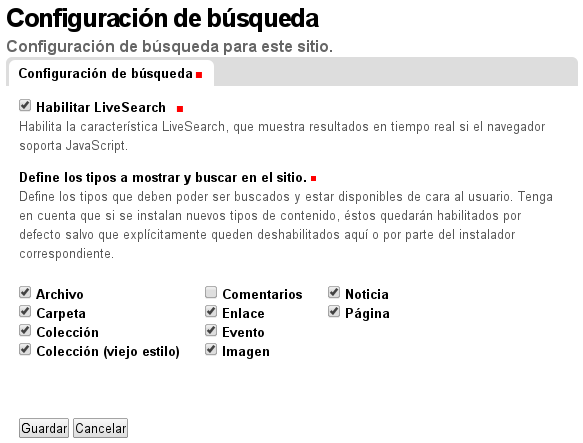 Configuración de búsqueda
Configuración de búsqueda para este sitio.
Configuración de búsqueda
Habilitar LiveSearch
Habilita la característica LiveSearch, que muestra resultados en tiempo real si el navegador
soporta JavaScript.
Define los tipos a mostrar y buscar en el sitio.
Define los tipos que deben poder ser buscados y estar disponibles de cara al usuario. Tenga
en cuenta que si se instalan nuevos tipos de contenido, éstos quedarán habilitados por
defecto salvo que explícitamente queden deshabilitados aquí o por parte del instalador
correspondiente.
Archivo
Carpeta
Colección
Colección (viejo estilo)
Comentarios
Enlace
Evento
Imagen
Noticia
Página
Guardar Cancelar